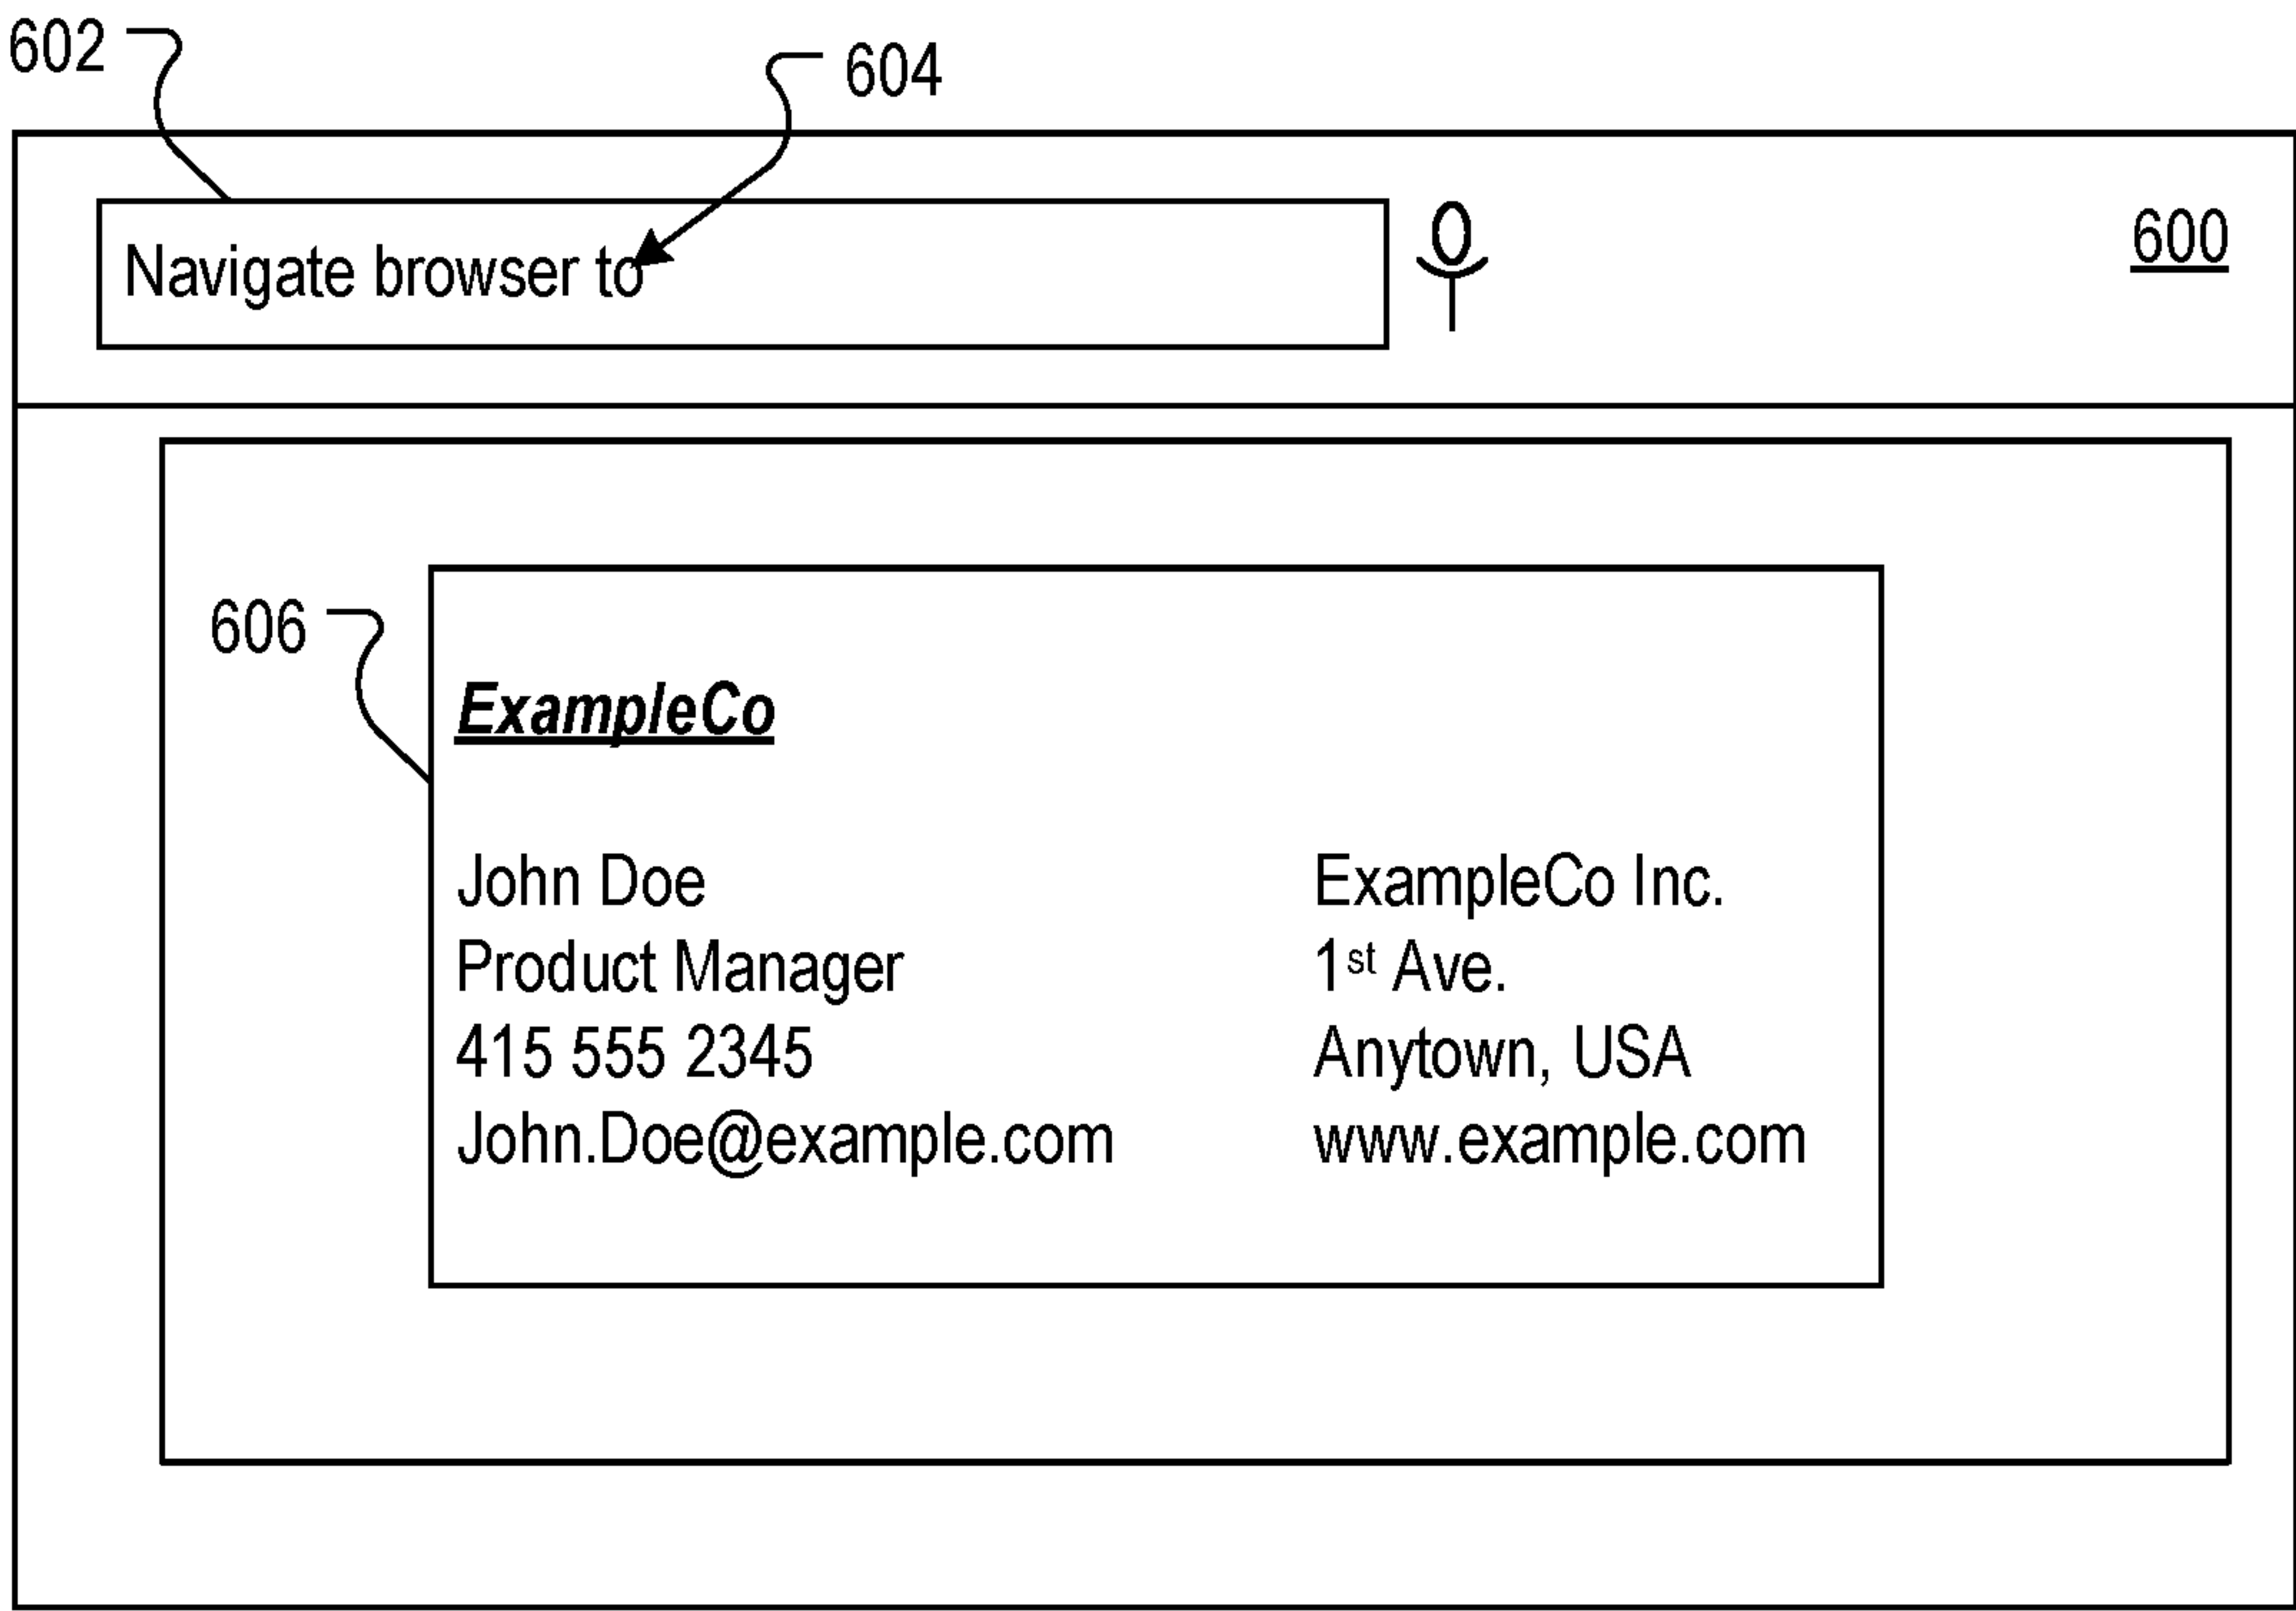 602
604
Navigate browser to
600
606
ExampleCo
John Doe
Product Manager
415 555 2345
John.Doe@example.com
ExampleCo Inc.
1st Ave.
Anytown, USA
www.example.com